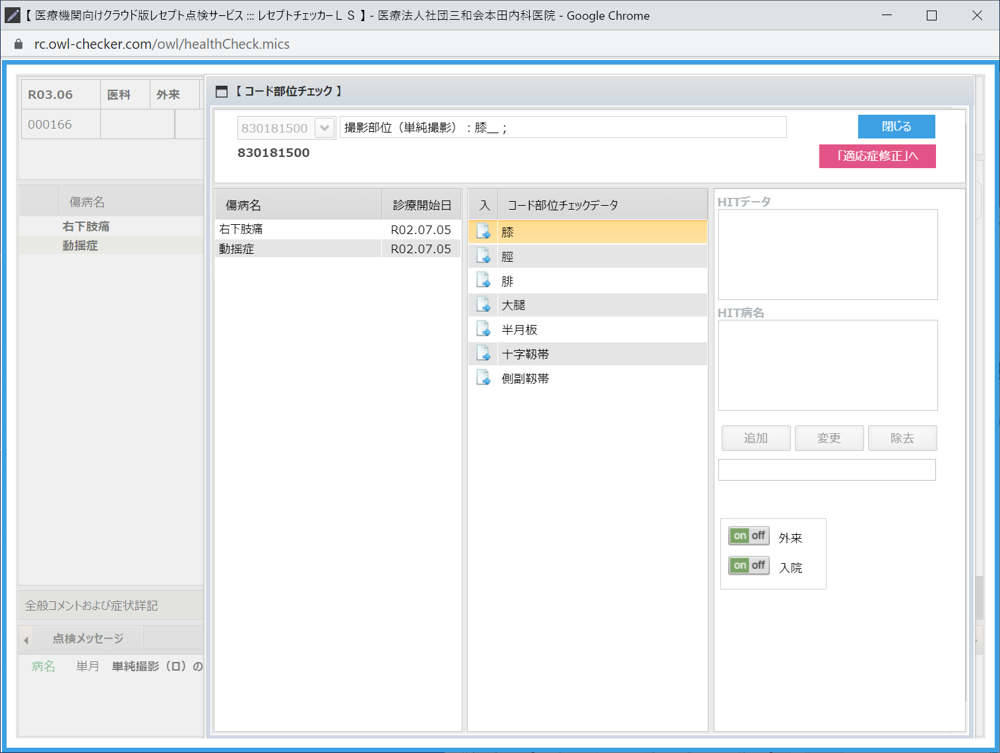 【 医療機関向けクラウド版レセプト点検サービス ::: レセプトチェッカーＬＳ 】 - 医療法人社団三和会本田内科医院 - Google Chrome
rc.owl-checker.com/owl/healthCheck.mics
R03.06 医科 外来
000166
傷病名
右下肢痛
動揺症
全般コメントおよび症状詳記
点検メッセージ
病名 単月 単純撮影（ロ）の
【 コード部位チェック 】
830181500 撮影部位（単純撮影）：膝__；
閉じる
830181500
「適応症修正」へ
傷病名 診療開始日
右下肢痛 R02.07.05
動揺症 R02.07.05
入 コード部位チェックデータ
膝
脛
腓
大腿
半月板
十字靱帯
側副靱帯
HITデータ
HIT病名
追加 変更 除去
on off 外来
on off 入院